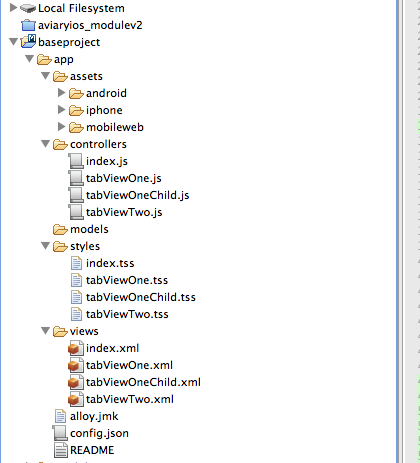 Local Filesystem
aviaryios_modulev2
baseproject
app
assets
android
iphone
mobileweb
controllers
index.js
tabViewOne.js
tabViewOneChild.js
tabViewTwo.js
models
styles
index.tss
tabViewOne.tss
tabViewOneChild.tss
tabViewTwo.tss
views
index.xml
tabViewOne.xml
tabViewOneChild.xml
tabViewTwo.xml
alloy.jmk
config.json
README